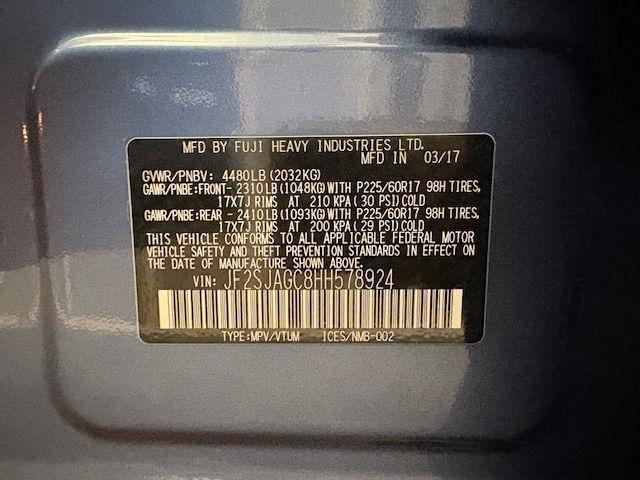 MFD BY FUJI HEAVY INDUSTRIES LTD.
MFD IN 03/17
GVWR/PNBV: 4480LB(2032KG)
GAWR/PNBE:FRONT- 2310LB(1048KG)WITH P225/60R17 98H TIRES,
17X7J RIMS AT 210 KPA(30 PSI)COLD
GAWR/PNBE:REAR - 2410LB(1093KG)WITH P225/60R17 98H TIRES,
17X7J RIMS AT 200 KPA(29 PSI)COLD
THIS VEHICLE CONFORMS TO ALL APPLICABLE FEDERAL MOTOR
VEHICLE SAFETY AND THEFT PREVENTION STANDARDS IN EFFECT
ON THE DATE OF MANUFACTURE SHOWN ABOVE.
VIN: JF2SJAGC8HH578924
TYPE:MPV/VTUM ICES/NMB-002